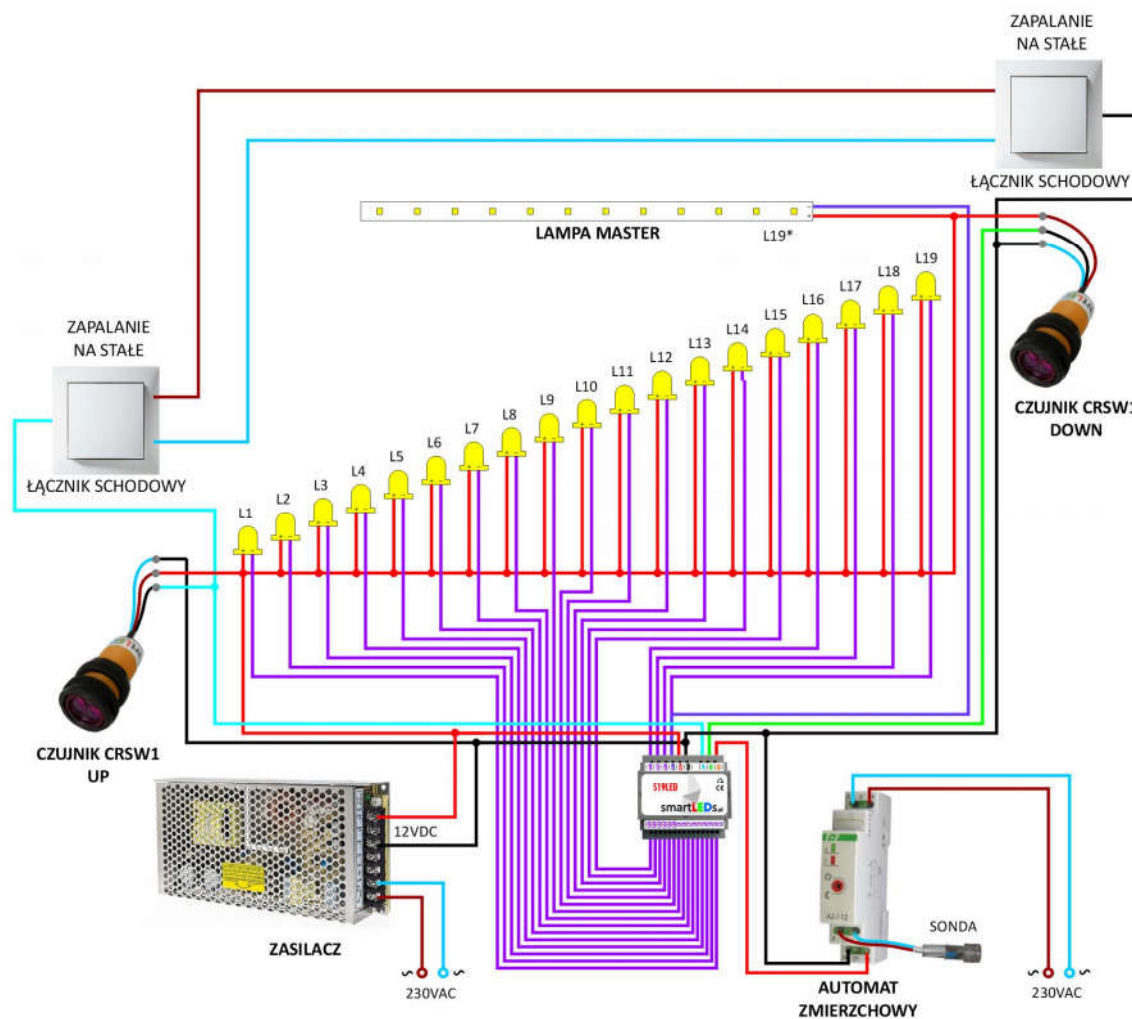 ZAPALANIE
NA STAŁE
ŁĄCZNIK SCHODOWY
LAMPA MASTER
L19*
CZUJNIK CRSW1
DOWN
ZAPALANIE
NA STAŁE
ŁĄCZNIK SCHODOWY
L1
L2
L3
L4
L5
L6
L7
L8
L9
L10
L11
L12
L13
L14
L15
L16
L17
L18
L19
CZUJNIK CRSW1
UP
12VDC
ZASILACZ
~
~
230VAC
S19LED
smartLEDs.pl
SONDA
AUTOMAT
ZMIERZCHOWY
~
~
230VAC